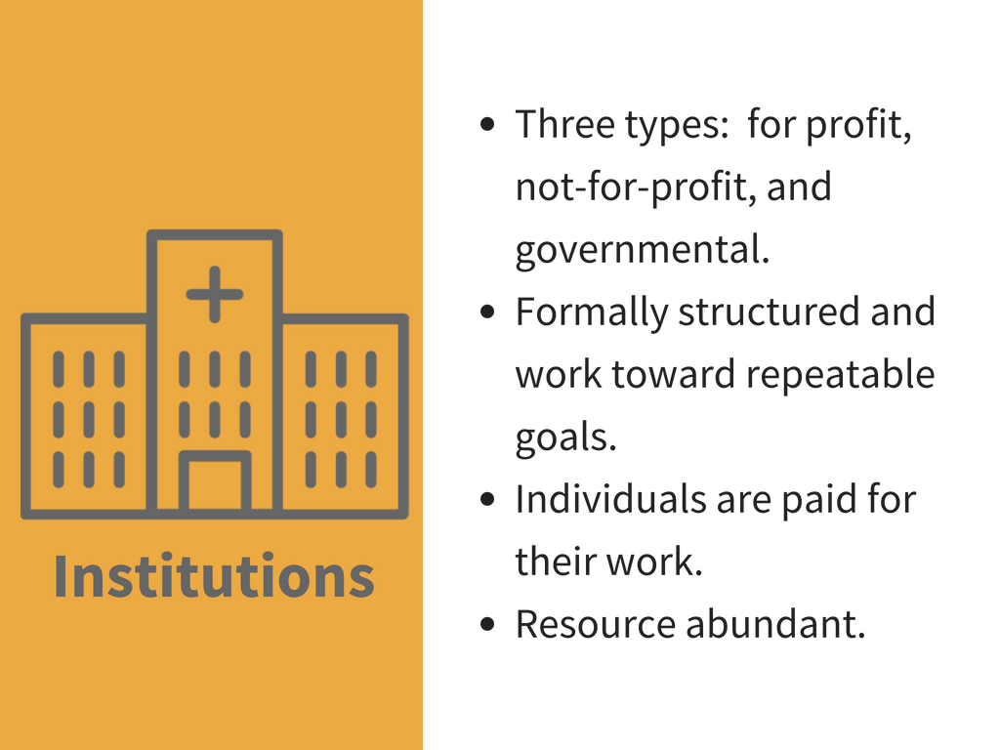 Institutions
• Three types:  for profit,
not-for-profit, and
governmental.
• Formally structured and
work toward repeatable
goals.
• Individuals are paid for
their work.
• Resource abundant.